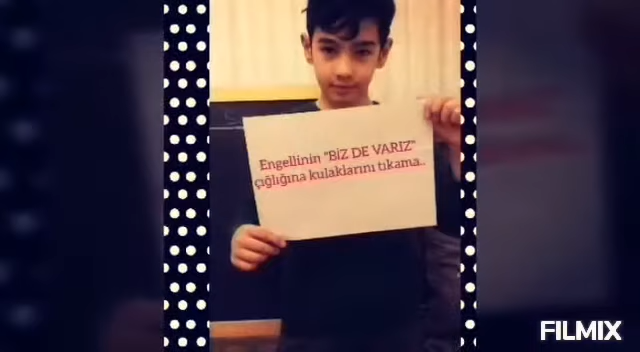 Engellinin "BİZ DE VARIZ"
çığlığına kulaklarını tıkama..
FILMIX